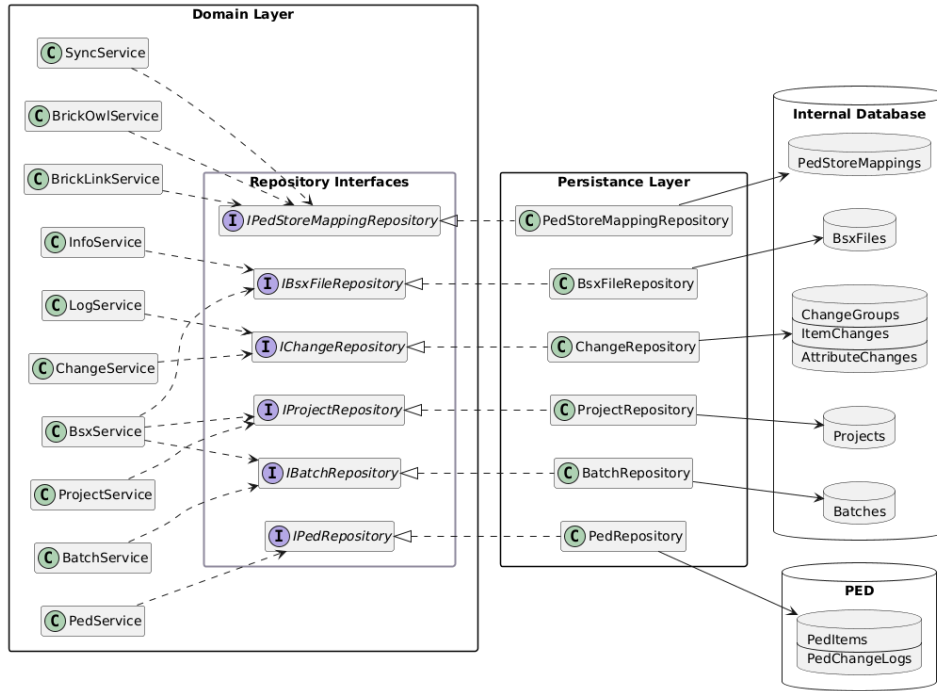 Domain Layer
C SyncService
C BrickOwlService
C BrickLinkService
C InfoService
C LogService
C ChangeService
C BsxService
C ProjectService
C BatchService
C PedService
Repository Interfaces
I IPedStoreMappingRepository
I IBsxFileRepository
I IChangeRepository
I IProjectRepository
I IBatchRepository
I IPedRepository
Persistance Layer
C PedStoreMappingRepository
C BsxFileRepository
C ChangeRepository
C ProjectRepository
C BatchRepository
C PedRepository
Internal Database
PedStoreMappings
BsxFiles
ChangeGroups
ItemChanges
AttributeChanges
Projects
Batches
PED
PedItems
PedChangeLogs